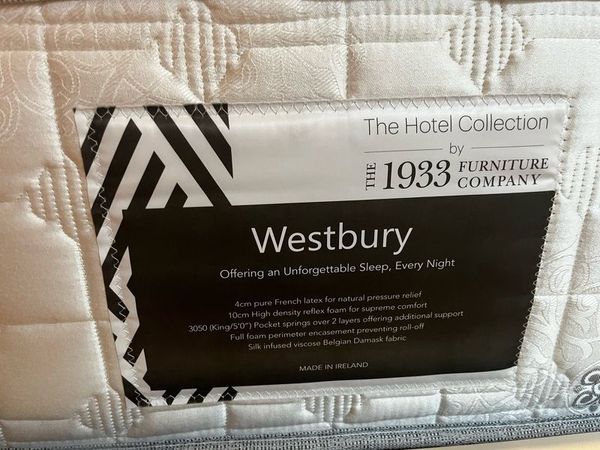 The Hotel Collection
by
THE 1933 FURNITURE COMPANY
Westbury
Offering an Unforgettable Sleep, Every Night
4cm pure French latex for natural pressure relief
10cm High density reflex foam for supreme comfort
3050 (King/5'0") Pocket springs over 2 layers offering additional support
Full foam perimeter encasement preventing roll-off
Silk infused viscose Belgian Damask fabric
MADE IN IRELAND